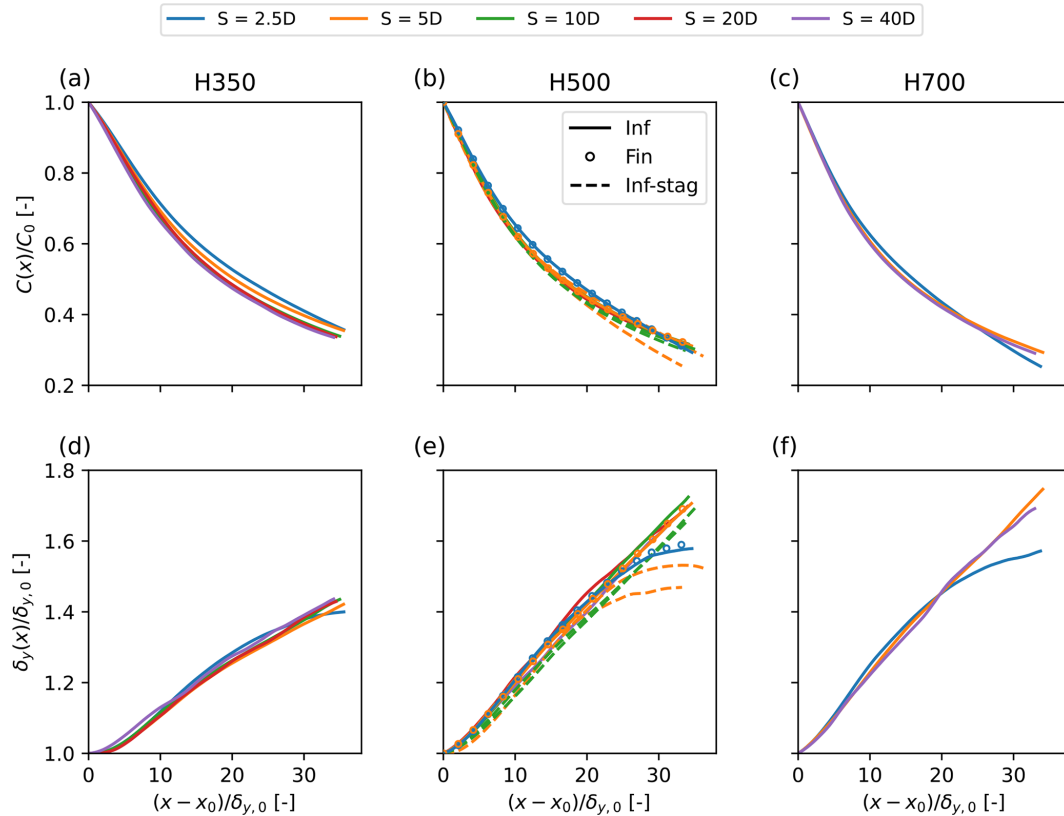 S = 2.5D S = 5D S = 10D S = 20D S = 40D
(a) H350 (b) H500 (c) H700
Inf
Fin
Inf-stag
C(x)/C₀ [-]
1.0
0.8
0.6
0.4
0.2
(d) (e) (f)
δy(x)/δy,0 [-]
1.8
1.6
1.4
1.2
1.0
0 10 20 30 0 10 20 30 0 10 20 30
(x − x₀)/δy,0 [-] (x − x₀)/δy,0 [-] (x − x₀)/δy,0 [-]